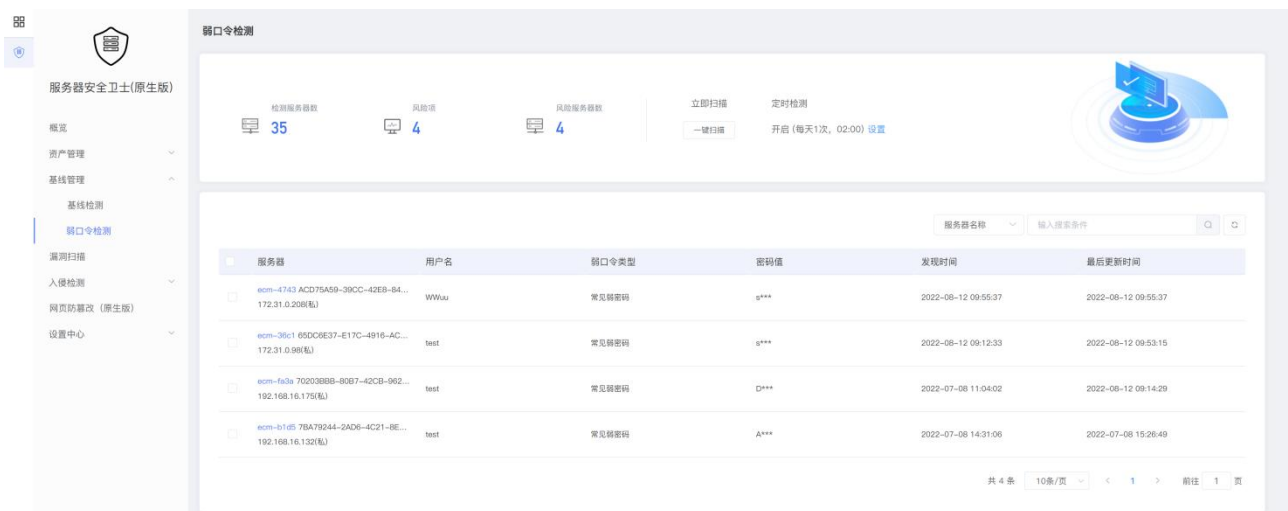 服务器安全卫士(原生版)
概览
资产管理
基线管理
基线检测
弱口令检测
漏洞扫描
入侵检测
网页防篡改（原生版）
设置中心
弱口令检测
检测服务器数
35
风险项
4
风险服务器数
4
立即扫描
一键扫描
定时检测
开启 (每天1次，02:00) 设置
服务器名称 输入搜索条件
服务器 用户名 弱口令类型 密码值 发现时间 最后更新时间
ecm-4743 ACD75A59-39CC-42E8-84...
172.31.0.208(私)
WWuu 常见弱密码 s*** 2022-08-12 09:55:37 2022-08-12 09:55:37
ecm-36c1 65DC6E37-E17C-4916-AC...
172.31.0.98(私)
test 常见弱密码 s*** 2022-08-12 09:12:33 2022-08-12 09:53:15
ecm-fa3a 70203BBB-80B7-42CB-962...
192.168.16.175(私)
test 常见弱密码 D*** 2022-07-08 11:04:02 2022-08-12 09:14:29
ecm-b1d5 7BA79244-2AD6-4C21-8E...
192.168.16.132(私)
test 常见弱密码 A*** 2022-07-08 14:31:06 2022-07-08 15:26:49
共 4 条 10条/页 < 1 > 前往 1 页